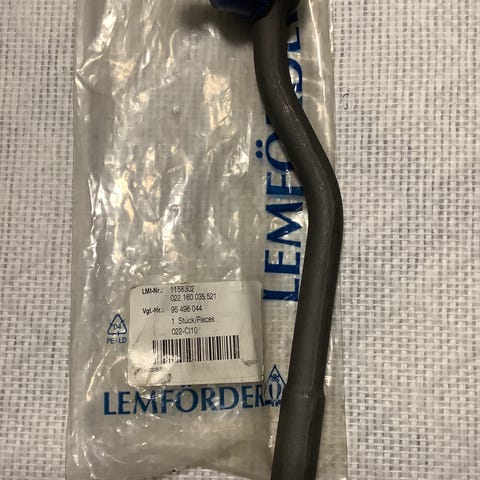 LEMFÖRDER
LMI-Nr.: 1158302
022 160 035 521
Vgl.-Nr.: 95 496 044
1 Stück/Pieces
022-CI10
04
PE-LD
LEMFÖRDER